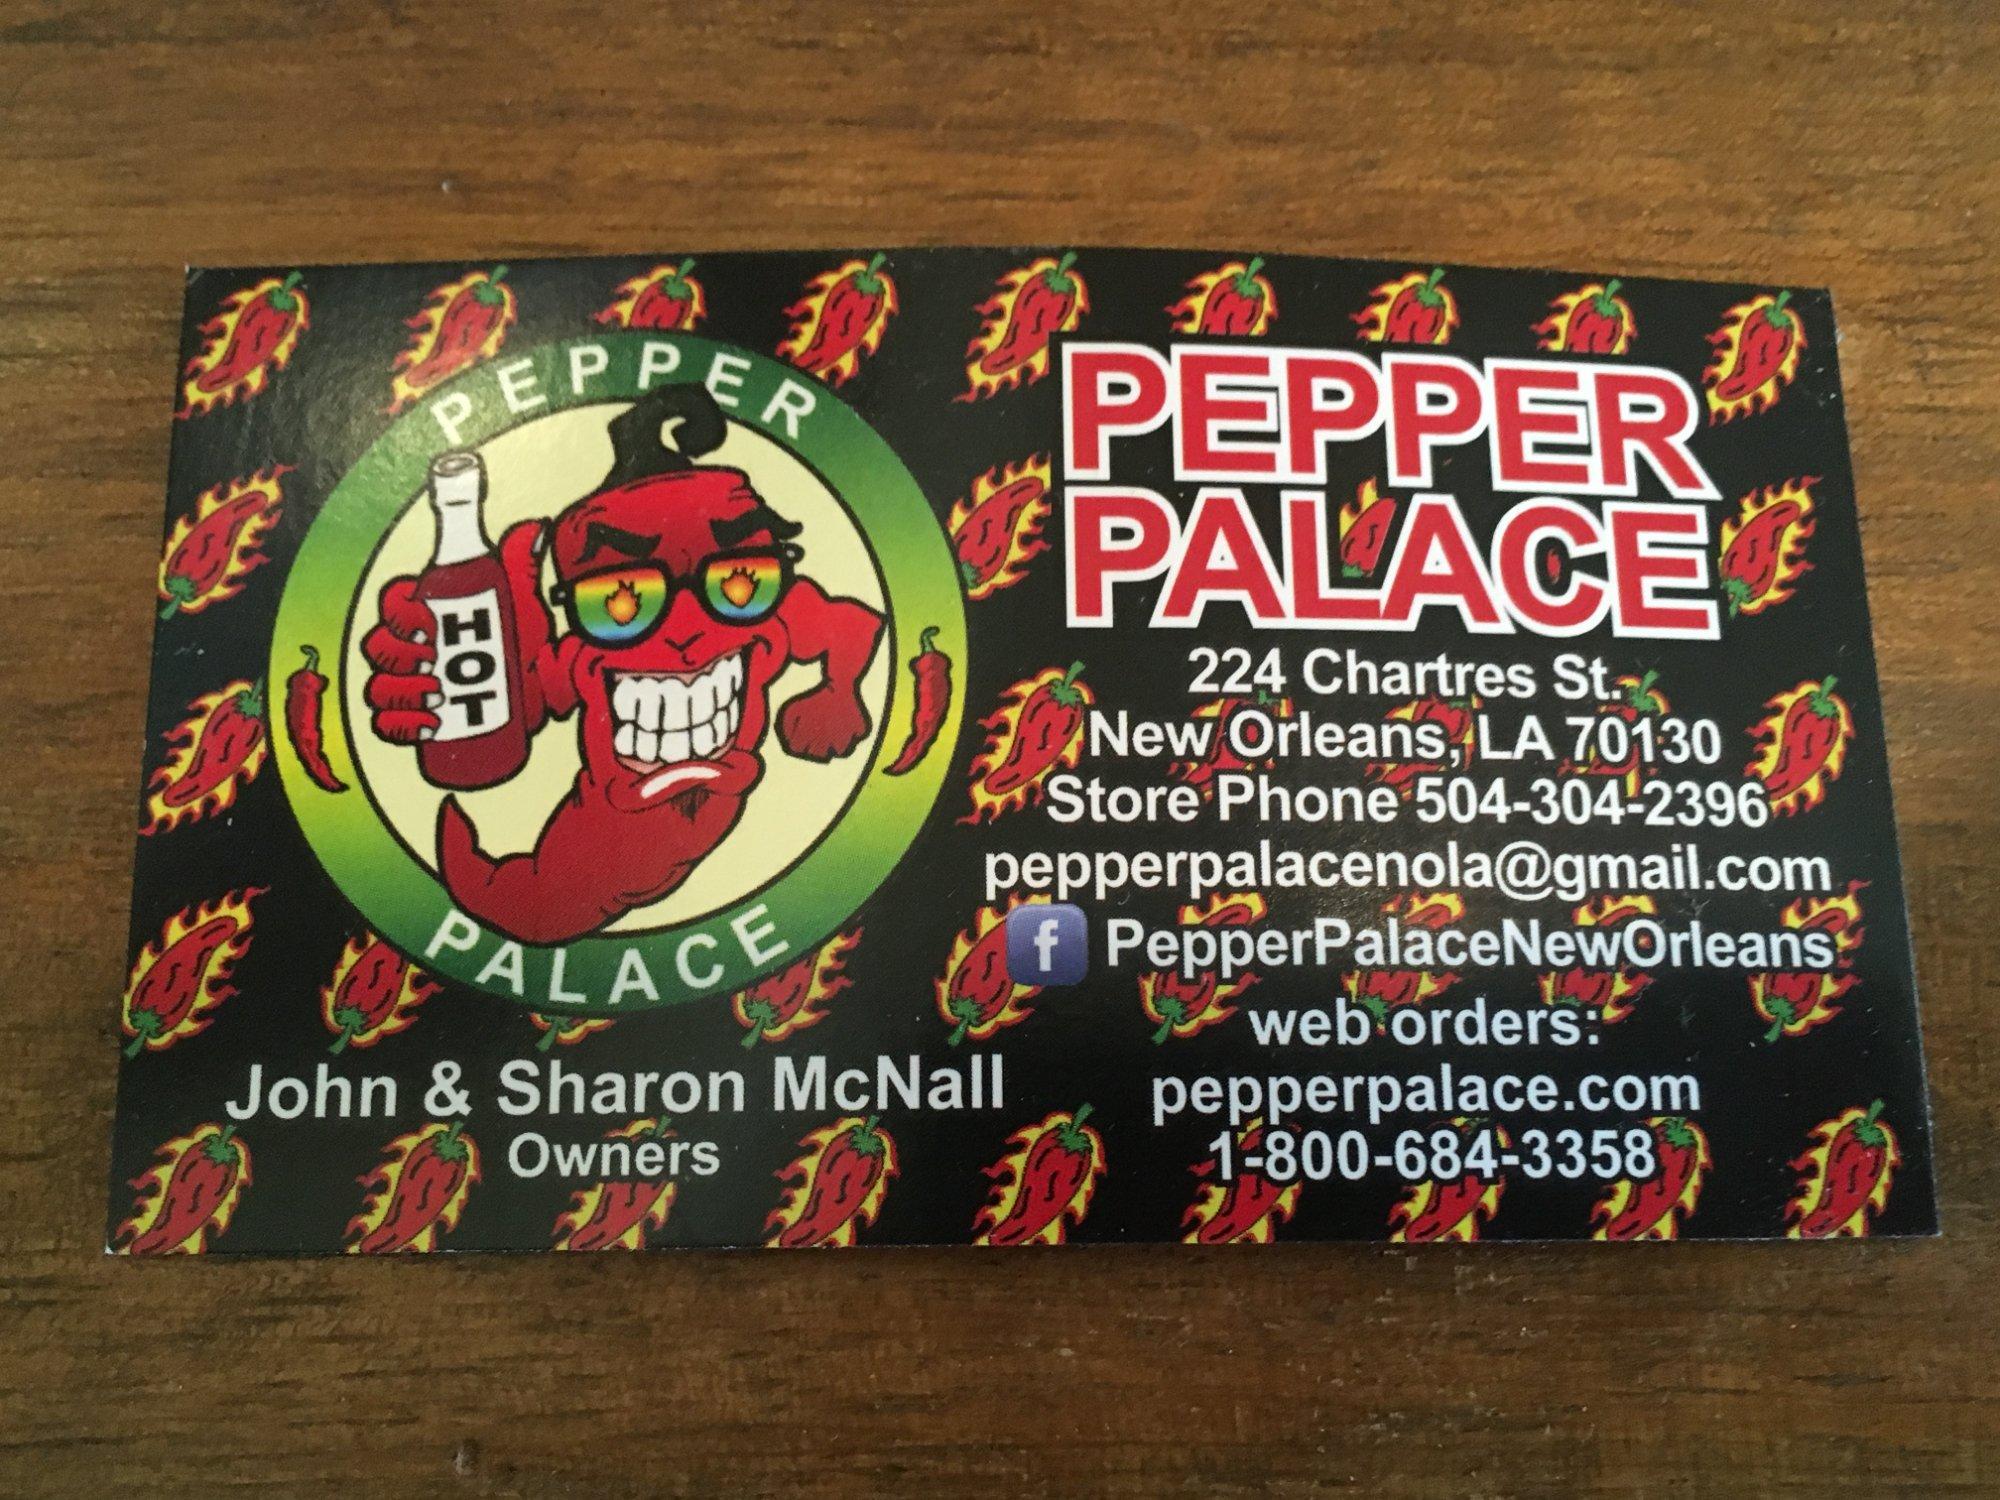 PEPPER
HOT
PALACE
John & Sharon McNall
Owners
PEPPER
PALACE
224 Chartres St.
New Orleans, LA 70130
Store Phone 504-304-2396
pepperpalacenola@gmail.com
f PepperPalaceNewOrleans
web orders:
pepperpalace.com
1-800-684-3358